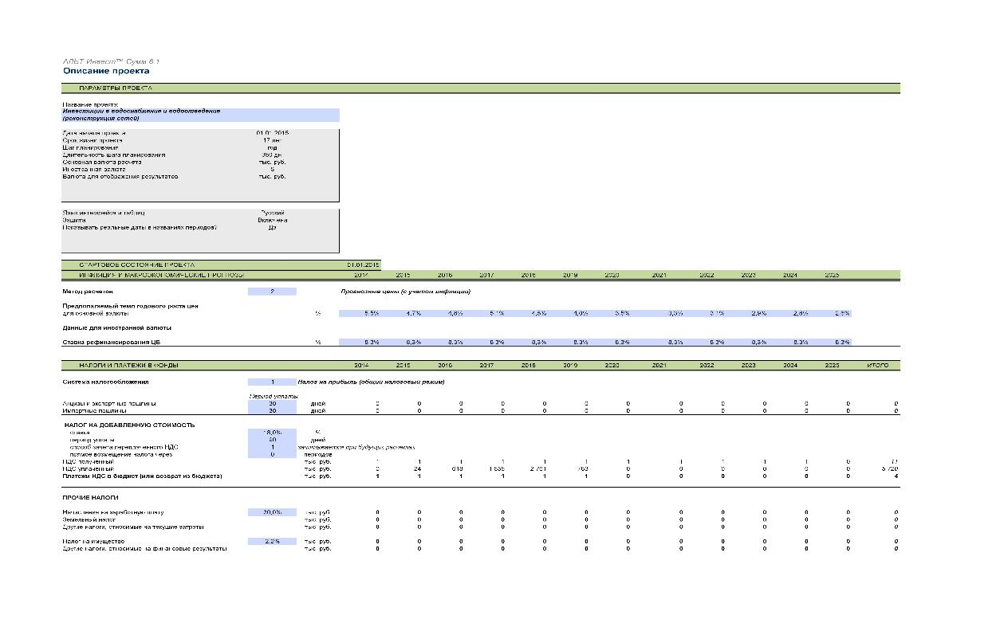 АЛЬТ Инвест™ Сумм 6.1
Описание проекта
ПАРАМЕТРЫ ПРОЕКТА
Название проекта:
Инвестиции в водоснабжение и водоотведение
(реконструкция сетей)
Дата начала проекта 01.01.2015
Срок жизни проекта 17 лет
Шаг планирования год
Длительность шага планирования 360 дн
Основная валюта расчета тыс. руб.
Иностранная валюта $
Валюта для отображения результатов тыс. руб.
Язык интерфейса и таблиц Русский
Защита Включена
Показывать реальные даты в названиях периодов? Да
СТАРТОВОЕ СОСТОЯНИЕ ПРОЕКТА 01.01.2015
ИНФЛЯЦИЯ И МАКРОЭКОНОМИЧЕСКИЕ ПРОГНОЗЫ 2014 2015 2016 2017 2018 2019 2020 2021 2022 2023 2024 2025
Метод расчетов 2 Прогнозные цены (с учетом инфляции)
Предполагаемый темп годового роста цен
для основной валюты % 5,5% 4,7% 4,8% 5,1% 4,5% 4,0% 3,5% 3,3% 3,1% 2,9% 2,8% 2,6%
Данные для иностранной валюты
Ставка рефинансирования ЦБ % 8,3% 8,3% 8,3% 8,3% 8,3% 8,3% 8,3% 8,3% 8,3% 8,3% 8,3% 8,3%
НАЛОГИ И ПЛАТЕЖИ В ФОНДЫ 2014 2015 2016 2017 2018 2019 2020 2021 2022 2023 2024 2025 ИТОГО
Система налогообложения 1 Налог на прибыль (общий налоговый режим)
Период уплаты
Акцизы и экспортные пошлины 30 дней 0 0 0 0 0 0 0 0 0 0 0 0 0
Импортные пошлины 30 дней 0 0 0 0 0 0 0 0 0 0 0 0 0
НАЛОГ НА ДОБАВЛЕННУЮ СТОИМОСТЬ
ставка 18,0% %
период уплаты 90 дней
способ зачета переплаченного НДС 1 засчитывается при будущих расчетах
прямое возмещение налога через 0 периодов
НДС полученный тыс. руб. 1 1 1 1 1 1 1 1 1 1 1 0 11
НДС уплаченный тыс. руб. 0 24 618 1 555 2 761 763 0 0 0 0 0 0 5 720
Платежи НДС в бюджет (или возврат из бюджета) тыс. руб. 1 1 1 1 1 1 0 0 0 0 0 0 4
ПРОЧИЕ НАЛОГИ
Начисления на заработную плату 30,0% тыс. руб. 0 0 0 0 0 0 0 0 0 0 0 0 0
Земельный налог тыс. руб. 0 0 0 0 0 0 0 0 0 0 0 0 0
Другие налоги, относимые на текущие затраты тыс. руб. 0 0 0 0 0 0 0 0 0 0 0 0 0
Налог на имущество 2,2% тыс. руб. 0 0 0 0 0 0 0 0 0 0 0 0 0
Другие налоги, относимые на финансовые результаты тыс. руб. 0 0 0 0 0 0 0 0 0 0 0 0 0